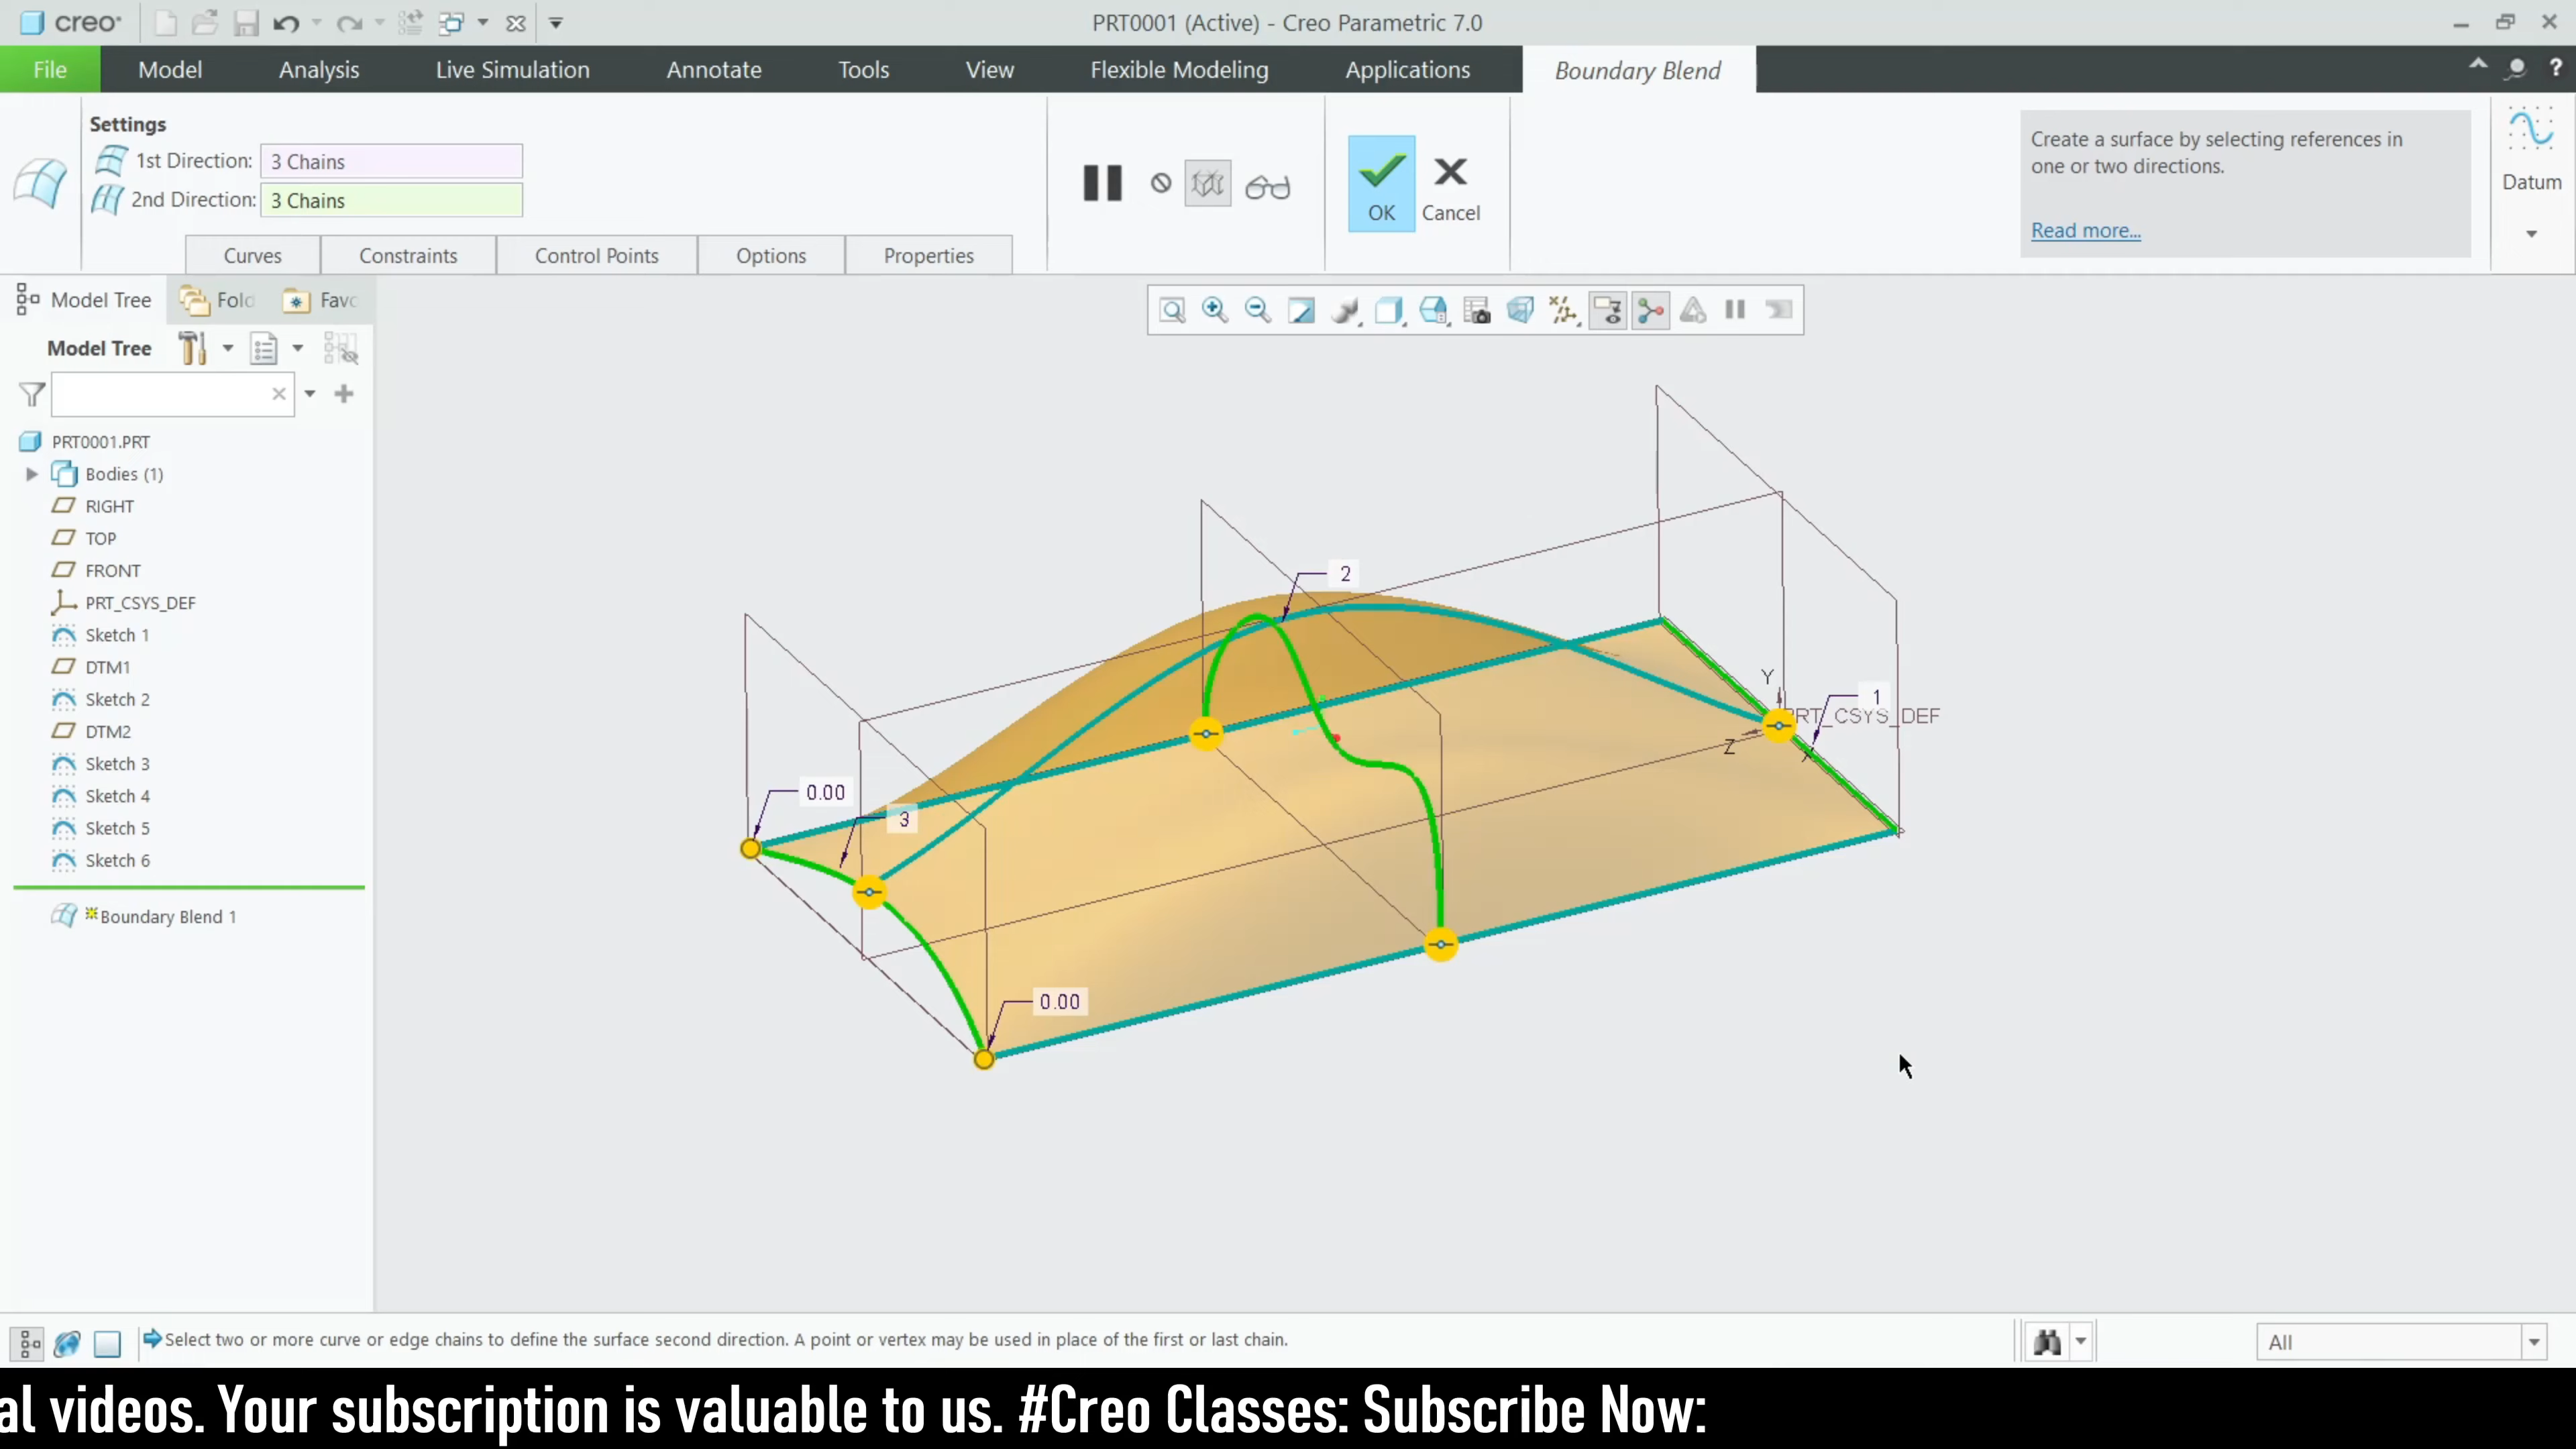 creo
PRT0001 (Active) - Creo Parametric 7.0
File Model Analysis Live Simulation Annotate Tools View Flexible Modeling Applications Boundary Blend
Settings
1st Direction: 3 Chains
2nd Direction: 3 Chains
OK Cancel
Curves Constraints Control Points Options Properties
Create a surface by selecting references in
one or two directions.
Read more...
Datum
Model Tree Fold Favo
Model Tree
PRT0001.PRT
Bodies (1)
RIGHT
TOP
FRONT
PRT_CSYS_DEF
Sketch 1
DTM1
Sketch 2
DTM2
Sketch 3
Sketch 4
Sketch 5
Sketch 6
Boundary Blend 1
2
Y
1
PRT_CSYS_DEF
Z
X
0.00
3
0.00
Select two or more curve or edge chains to define the surface second direction. A point or vertex may be used in place of the first or last chain.
All
al videos. Your subscription is valuable to us. #Creo Classes: Subscribe Now: